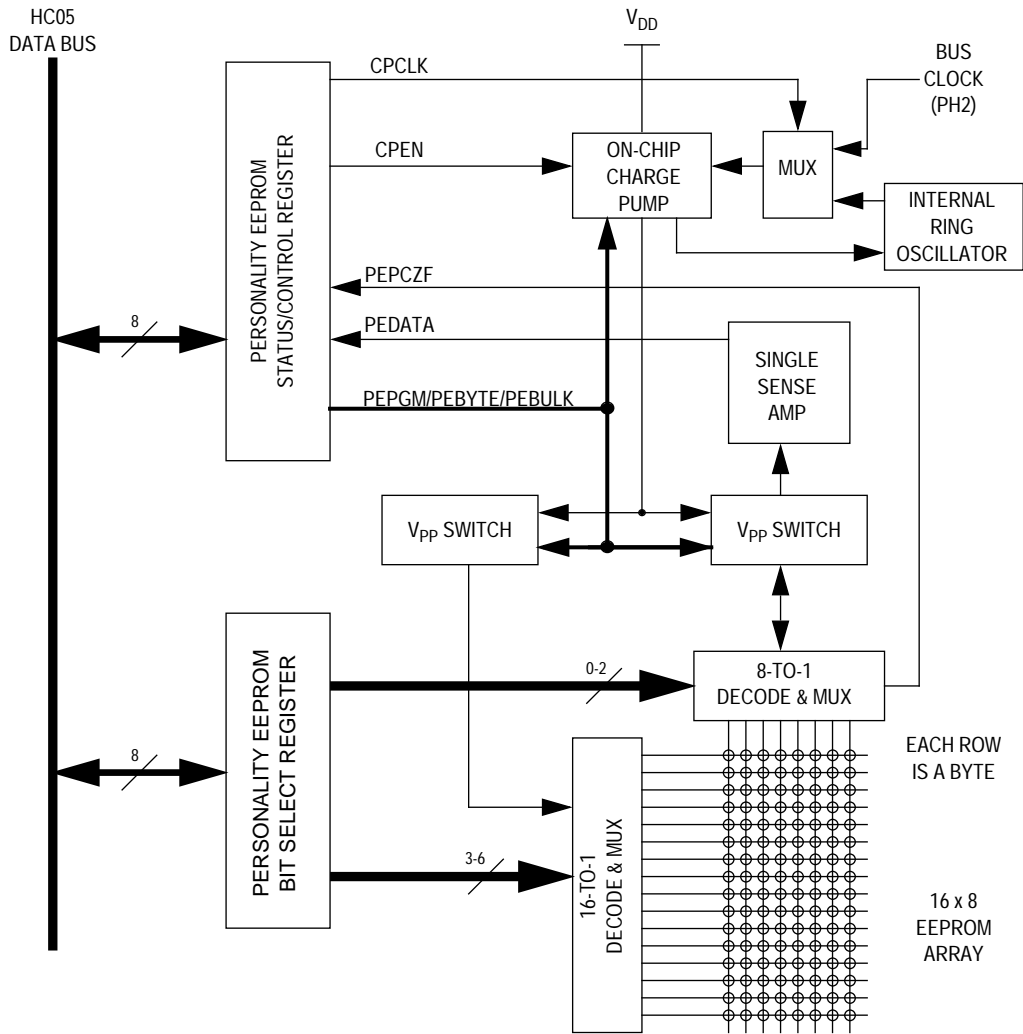 HC05
DATA BUS
V_DD
BUS
CLOCK
(PH2)
CPCLK
PERSONALITY EEPROM
STATUS/CONTROL REGISTER
CPEN
ON-CHIP
CHARGE
PUMP
MUX
INTERNAL
RING
OSCILLATOR
PEPCZF
8
PEDATA
SINGLE
SENSE
AMP
PEPGM/PEBYTE/PEBULK
V_PP SWITCH
V_PP SWITCH
PERSONALITY EEPROM
BIT SELECT REGISTER
0-2
8-TO-1
DECODE & MUX
8
EACH ROW
IS A BYTE
3-6
16-TO-1
DECODE & MUX
16 x 8
EEPROM
ARRAY